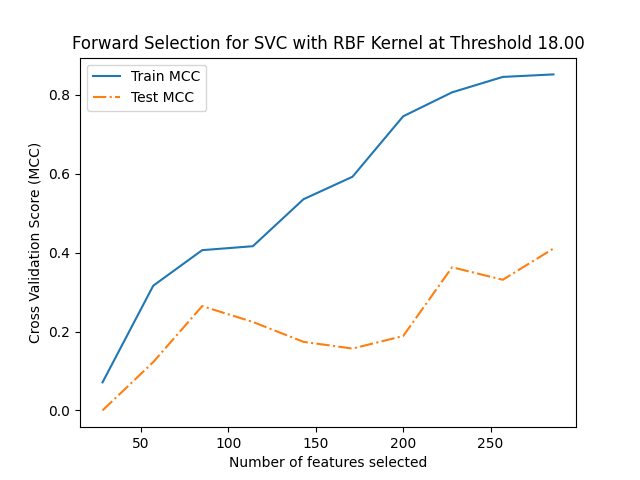 Forward Selection for SVC with RBF Kernel at Threshold 18.00
Train MCC
Test MCC
Cross Validation Score (MCC)
0.8
0.6
0.4
0.2
0.0
50
100
150
200
250
Number of features selected